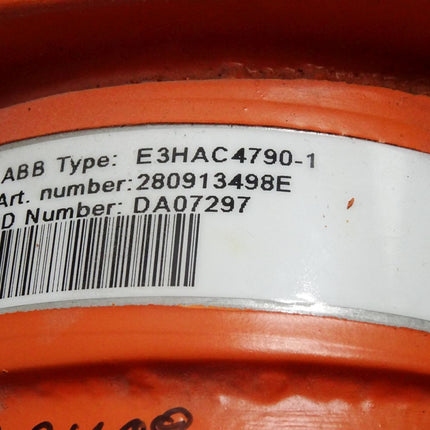 ABB Type: E3HAC4790-1
Art. number:280913498E
D Number: DA07297